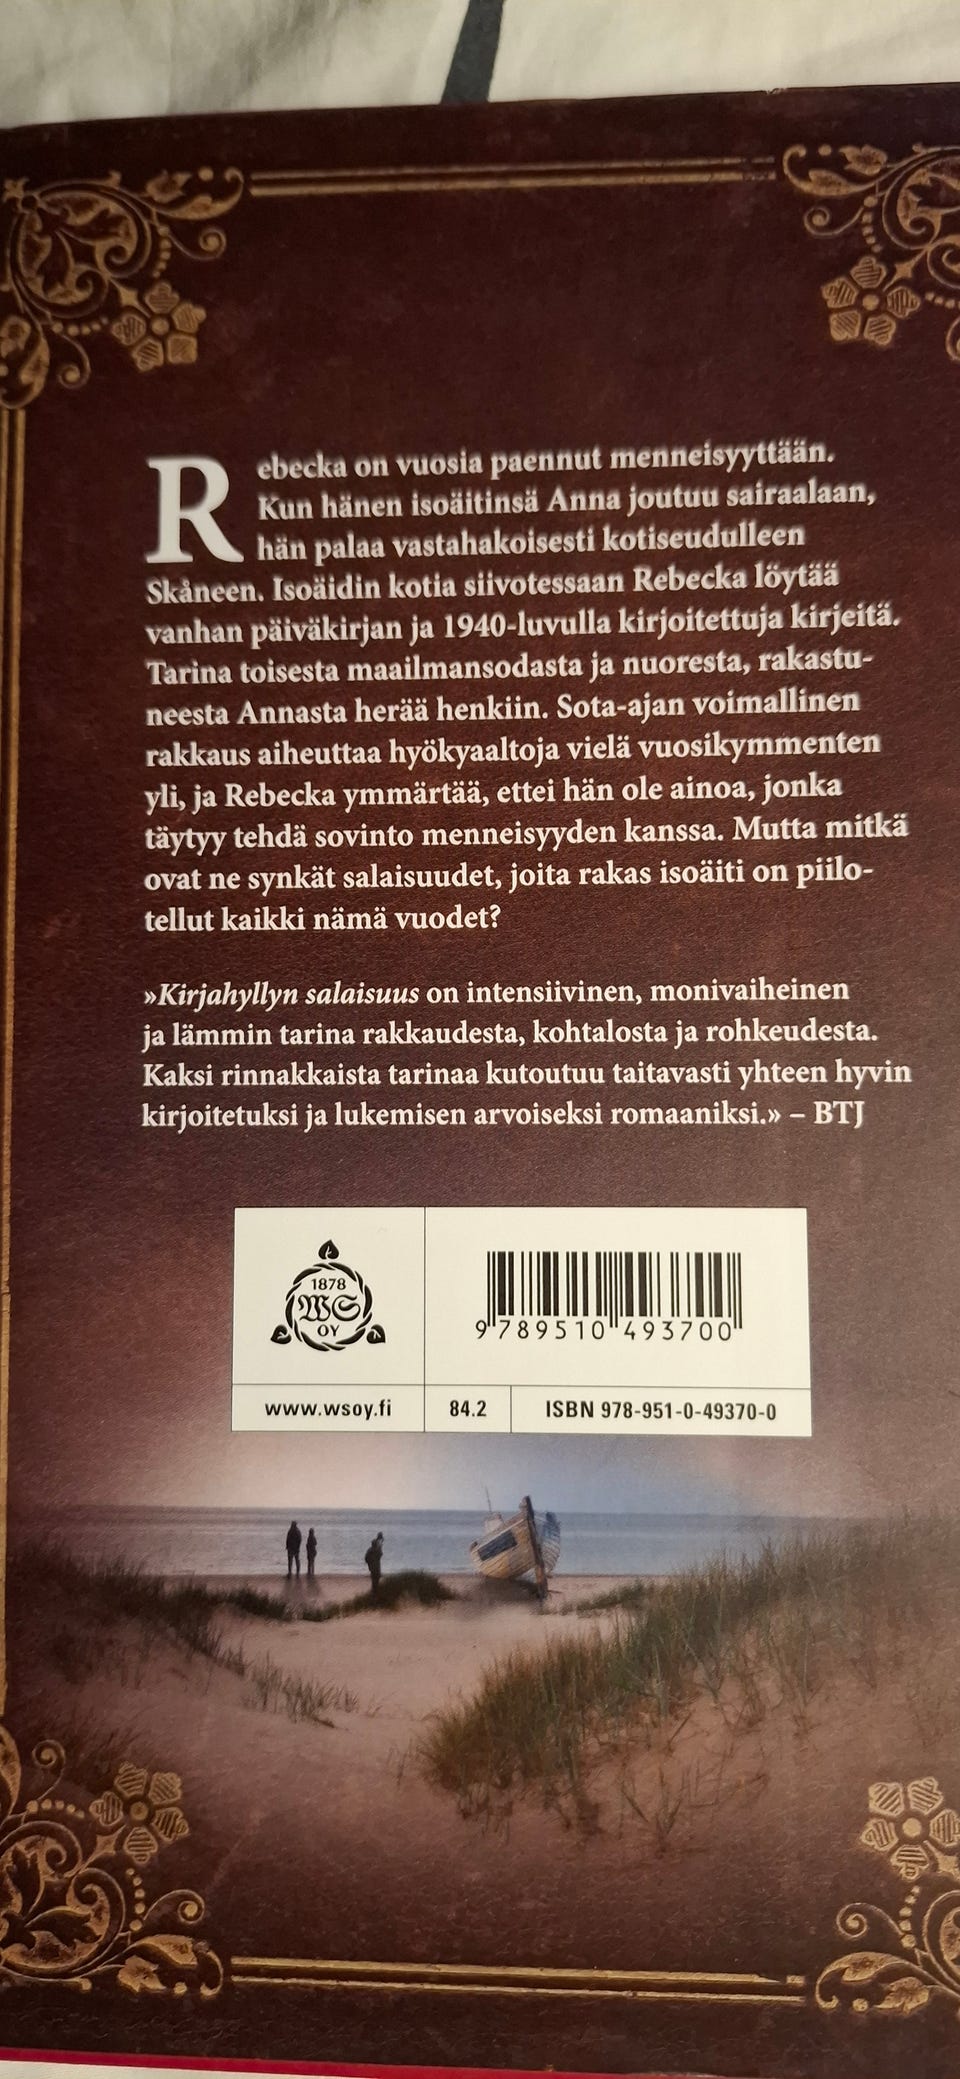 Rebecka on vuosia paennut menneisyyttään.
Kun hänen isoäitinsä Anna joutuu sairaalaan,
hän palaa vastahakoisesti kotiseudulleen
Skåneen. Isoäidin kotia siivotessaan Rebecka löytää
vanhan päiväkirjan ja 1940-luvulla kirjoitettuja kirjeitä.
Tarina toisesta maailmansodasta ja nuoresta, rakastu-
neesta Annasta herää henkiin. Sota-ajan voimallinen
rakkaus aiheuttaa hyökyaaltoja vielä vuosikymmenten
yli, ja Rebecka ymmärtää, ettei hän ole ainoa, jonka
täytyy tehdä sovinto menneisyyden kanssa. Mutta mitkä
ovat ne synkät salaisuudet, joita rakas isoäiti on piilo-
tellut kaikki nämä vuodet?
»Kirjahyllyn salaisuus on intensiivinen, monivaiheinen
ja lämmin tarina rakkaudesta, kohtalosta ja rohkeudesta.
Kaksi rinnakkaista tarinaa kutoutuu taitavasti yhteen hyvin
kirjoitetuksi ja lukemisen arvoiseksi romaaniksi.» – BTJ
1878
WS
OY
9 789510 493700
www.wsoy.fi
84.2
ISBN 978-951-0-49370-0